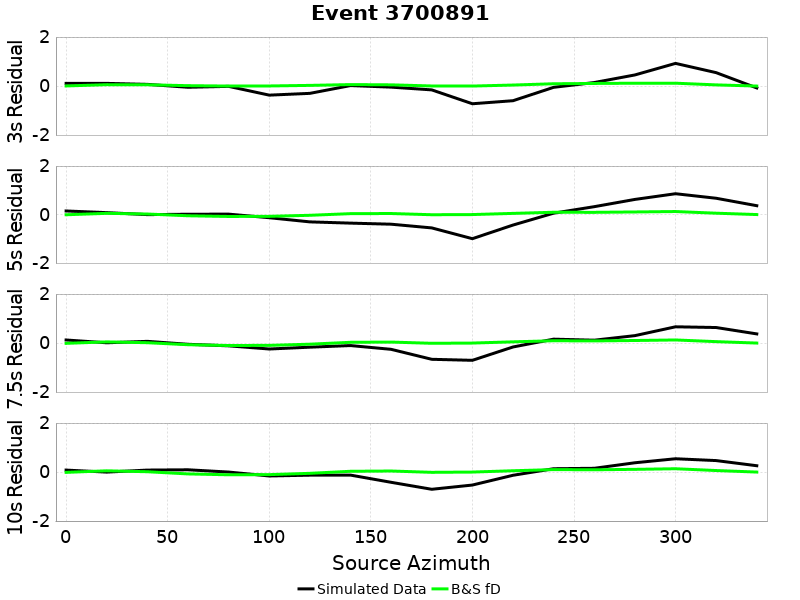 Event 3700891
3s Residual
2
0
-2
5s Residual
2
0
-2
7.5s Residual
2
0
-2
10s Residual
2
0
-2
0 50 100 150 200 250 300
Source Azimuth
Simulated Data B&S fD